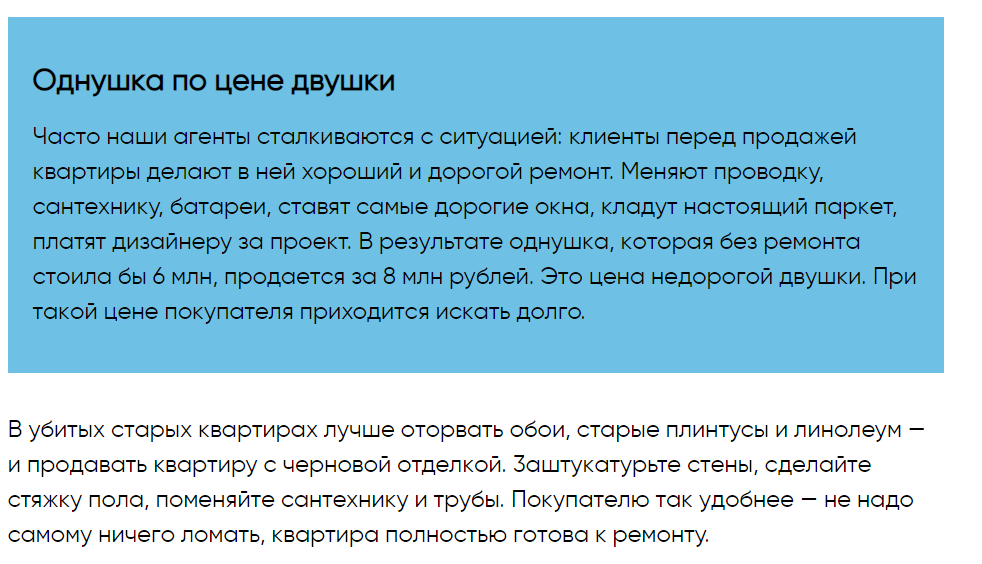 Однушка по цене двушки
Часто наши агенты сталкиваются с ситуацией: клиенты перед продажей
квартиры делают в ней хороший и дорогой ремонт. Меняют проводку,
сантехнику, батареи, ставят самые дорогие окна, кладут настоящий паркет,
платят дизайнеру за проект. В результате однушка, которая без ремонта
стоила бы 6 млн, продается за 8 млн рублей. Это цена недорогой двушки. При
такой цене покупателя приходится искать долго.
В убитых старых квартирах лучше оторвать обои, старые плинтусы и линолеум —
и продавать квартиру с черновой отделкой. Заштукатурьте стены, сделайте
стяжку пола, поменяйте сантехнику и трубы. Покупателю так удобнее — не надо
самому ничего ломать, квартира полностью готова к ремонту.